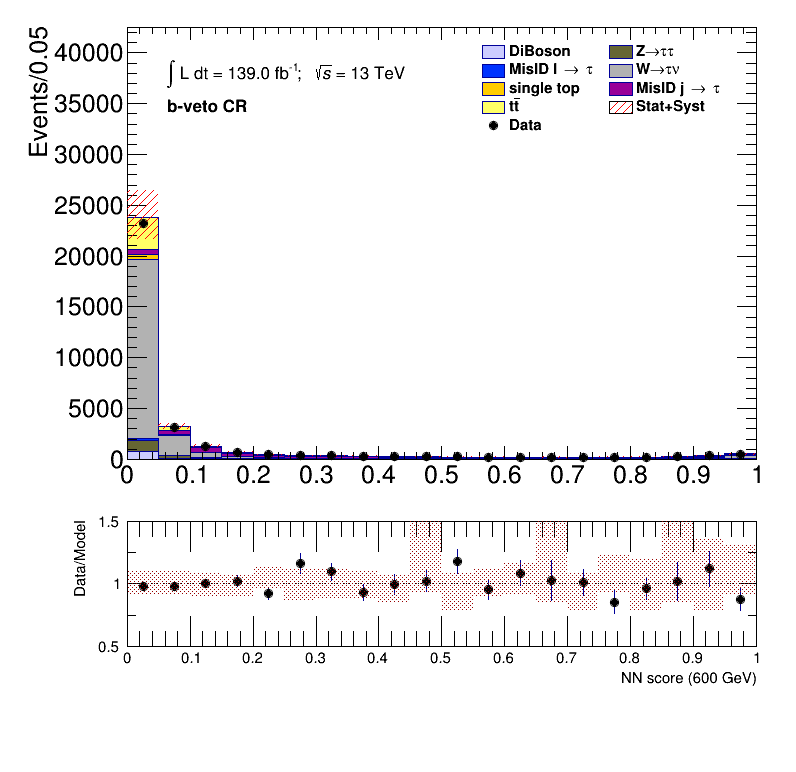 Events/0.05
40000
35000
30000
25000
20000
15000
10000
5000
0
∫ L dt = 139.0 fb⁻¹; √s = 13 TeV
b-veto CR
DiBoson
MisID l → τ
single top
tt̄
Data
Z→ττ
W→τν
MisID j → τ
Stat+Syst
0 0.1 0.2 0.3 0.4 0.5 0.6 0.7 0.8 0.9 1
Data/Model
1.5
1
0.5
0 0.1 0.2 0.3 0.4 0.5 0.6 0.7 0.8 0.9 1
NN score (600 GeV)